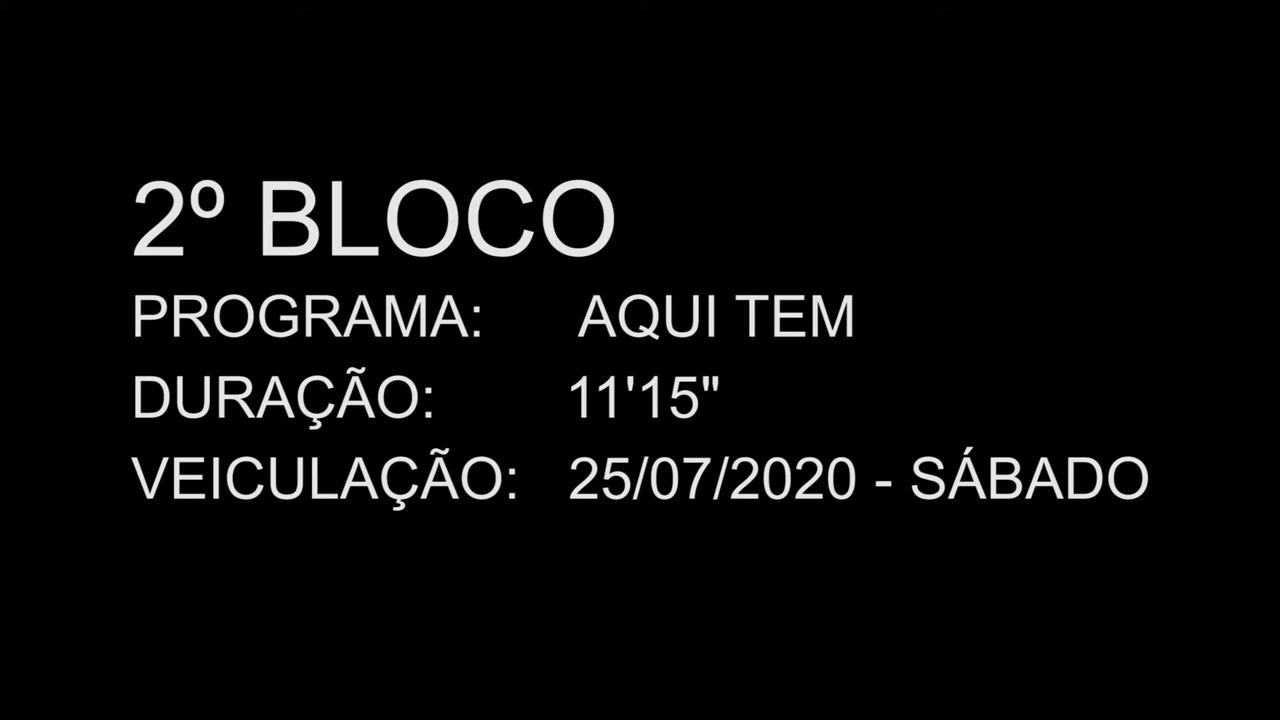 2º BLOCO
PROGRAMA: AQUI TEM
DURAÇÃO: 11'15"
VEICULAÇÃO: 25/07/2020 - SÁBADO